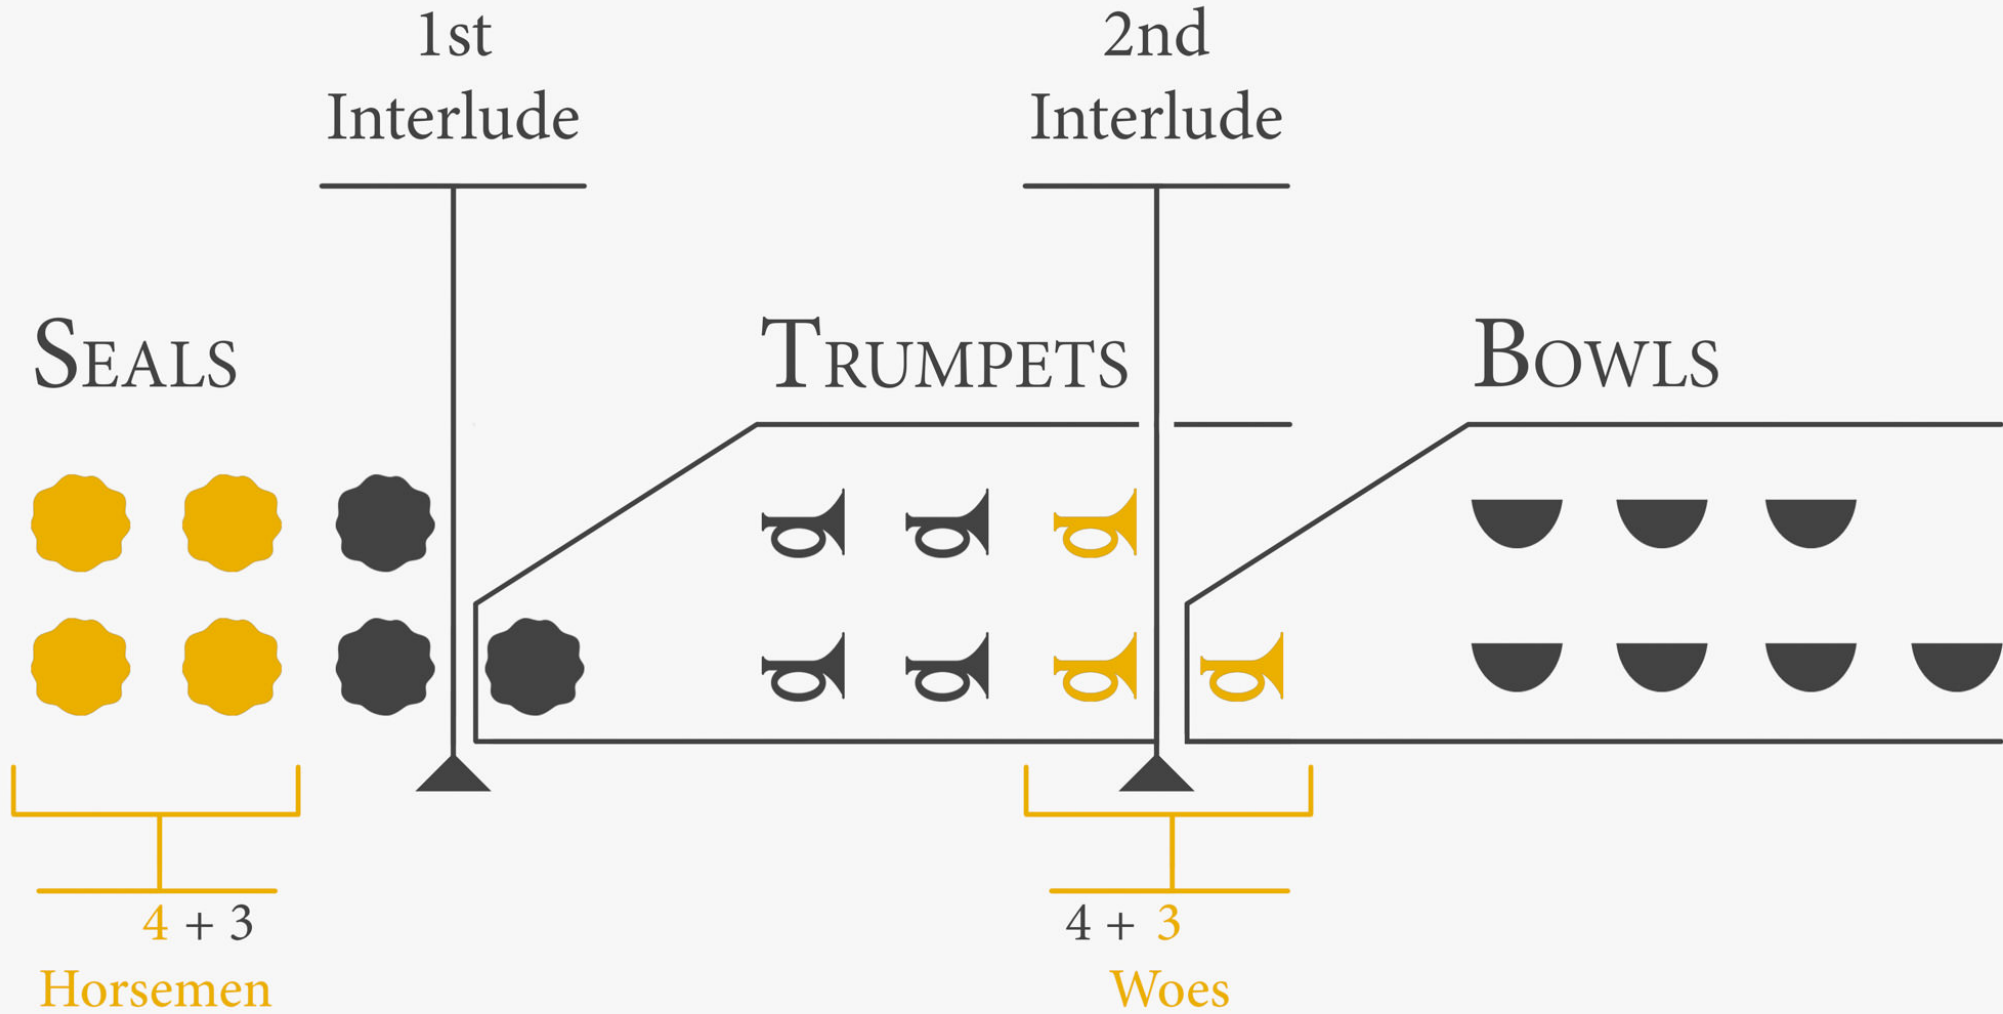 1st
Interlude
2nd
Interlude
SEALS
TRUMPETS
BOWLS
4 + 3
Horsemen
4 + 3
Woes